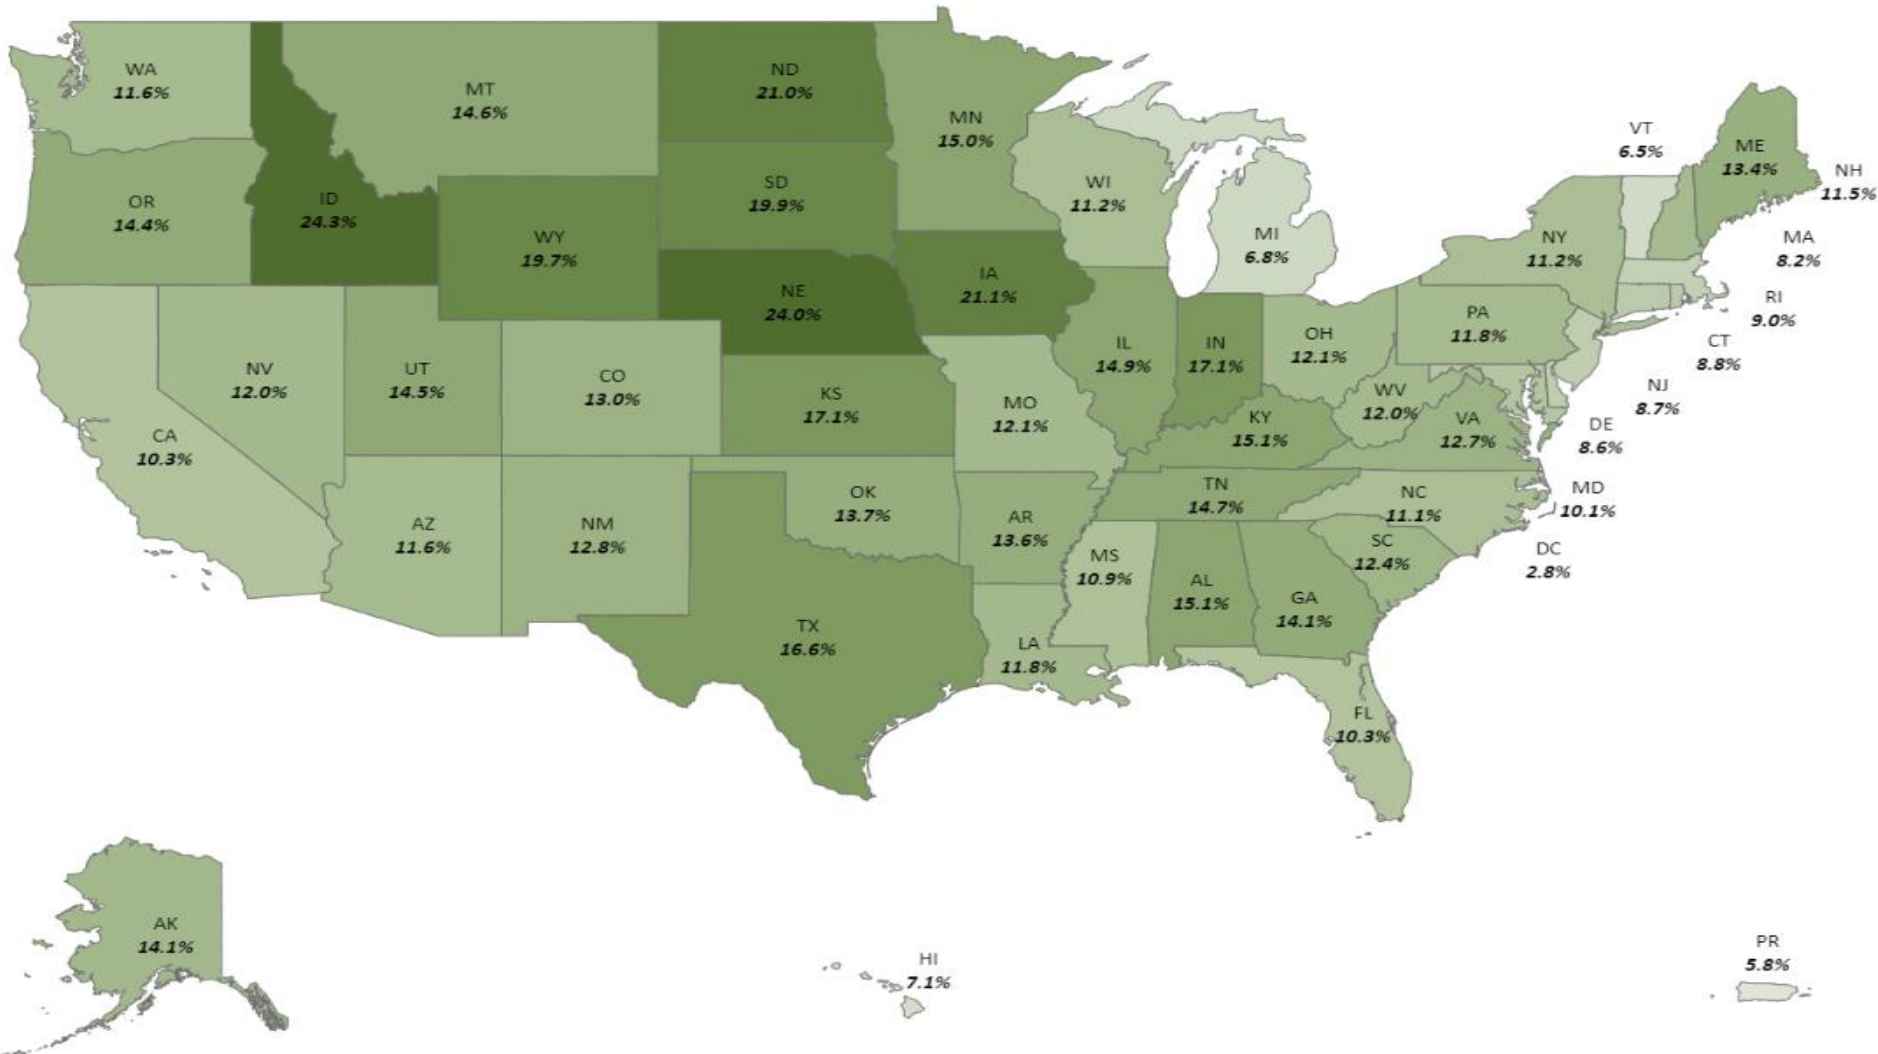 WA
11.6%
MT
14.6%
ND
21.0%
MN
15.0%
OR
14.4%
ID
24.3%
WY
19.7%
SD
19.9%
WI
11.2%
MI
6.8%
VT
6.5%
ME
13.4%
NH
11.5%
MA
8.2%
NY
11.2%
RI
9.0%
CT
8.8%
NJ
8.7%
DE
8.6%
MD
10.1%
DC
2.8%
NE
24.0%
IA
21.1%
IL
14.9%
IN
17.1%
OH
12.1%
PA
11.8%
NV
12.0%
UT
14.5%
CO
13.0%
KS
17.1%
MO
12.1%
KY
15.1%
WV
12.0%
VA
12.7%
CA
10.3%
AZ
11.6%
NM
12.8%
OK
13.7%
AR
13.6%
TN
14.7%
NC
11.1%
SC
12.4%
MS
10.9%
AL
15.1%
GA
14.1%
TX
16.6%
LA
11.8%
FL
10.3%
AK
14.1%
HI
7.1%
PR
5.8%